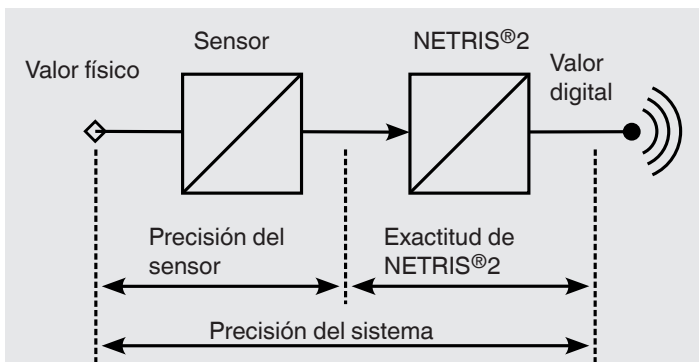 Sensor
NETRIS®2
Valor físico
Valor
digital
Precisión del
sensor
Exactitud de
NETRIS®2
Precisión del sistema